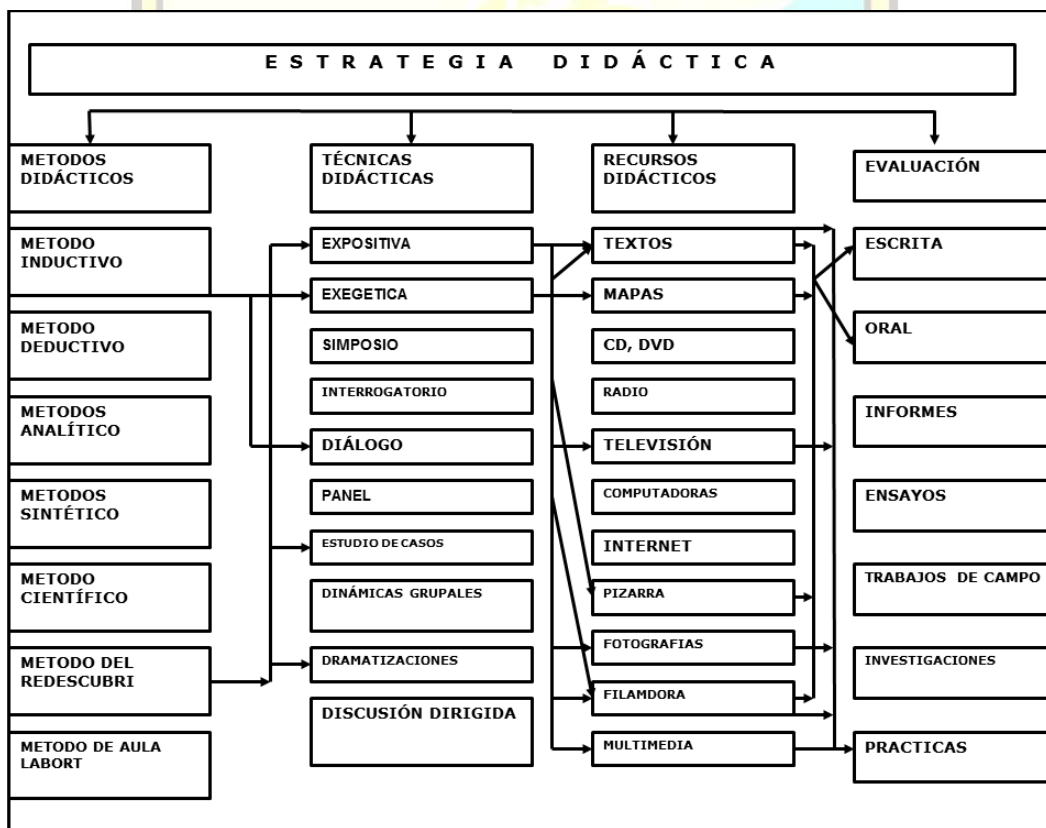 ESTRATEGIA DIDÁCTICA
METODOS
DIDÁCTICOS
METODO
INDUCTIVO
METODO
DEDUCTIVO
METODOS
ANALÍTICO
METODOS
SINTÉTICO
METODO
CIENTÍFICO
METODO DEL
REDESCUBRI
METODO DE AULA
LABORT
TÉCNICAS
DIDÁCTICAS
EXPOSITIVA
EXEGETICA
SIMPOSIO
INTERROGATORIO
DIÁLOGO
PANEL
ESTUDIO DE CASOS
DINÁMICAS GRUPALES
DRAMATIZACIONES
DISCUSIÓN DIRIGIDA
RECURSOS
DIDÁCTICOS
TEXTOS
MAPAS
CD, DVD
RADIO
TELEVISIÓN
COMPUTADORAS
INTERNET
PIZARRA
FOTOGRAFIAS
FILAMDORA
MULTIMEDIA
EVALUACIÓN
ESCRITA
ORAL
INFORMES
ENSAYOS
TRABAJOS DE CAMPO
INVESTIGACIONES
PRACTICAS